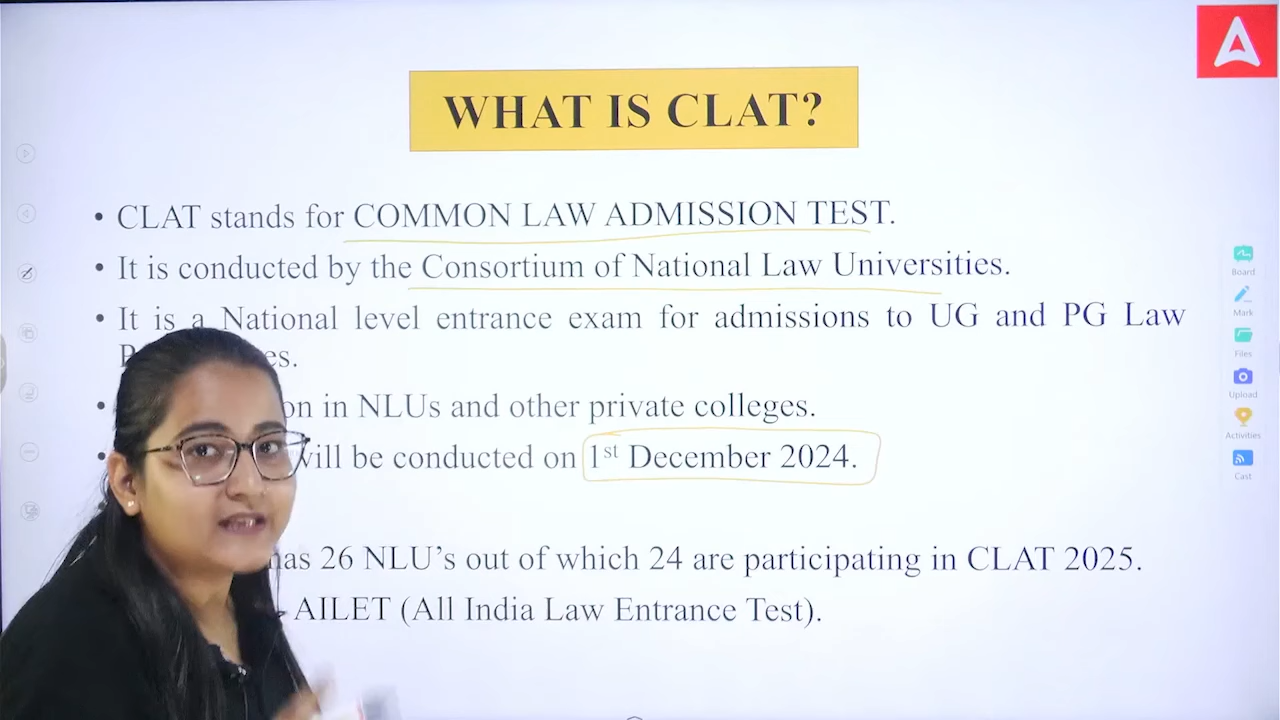 WHAT IS CLAT?
• CLAT stands for COMMON LAW ADMISSION TEST.
• It is conducted by the Consortium of National Law Universities.
• It is a National level entrance exam for admissions to UG and PG Law
es.
on in NLUs and other private colleges.
will be conducted on 1st December 2024.
has 26 NLU's out of which 24 are participating in CLAT 2025.
AILET (All India Law Entrance Test).
Board
Mark
Files
Upload
Activities
Cast